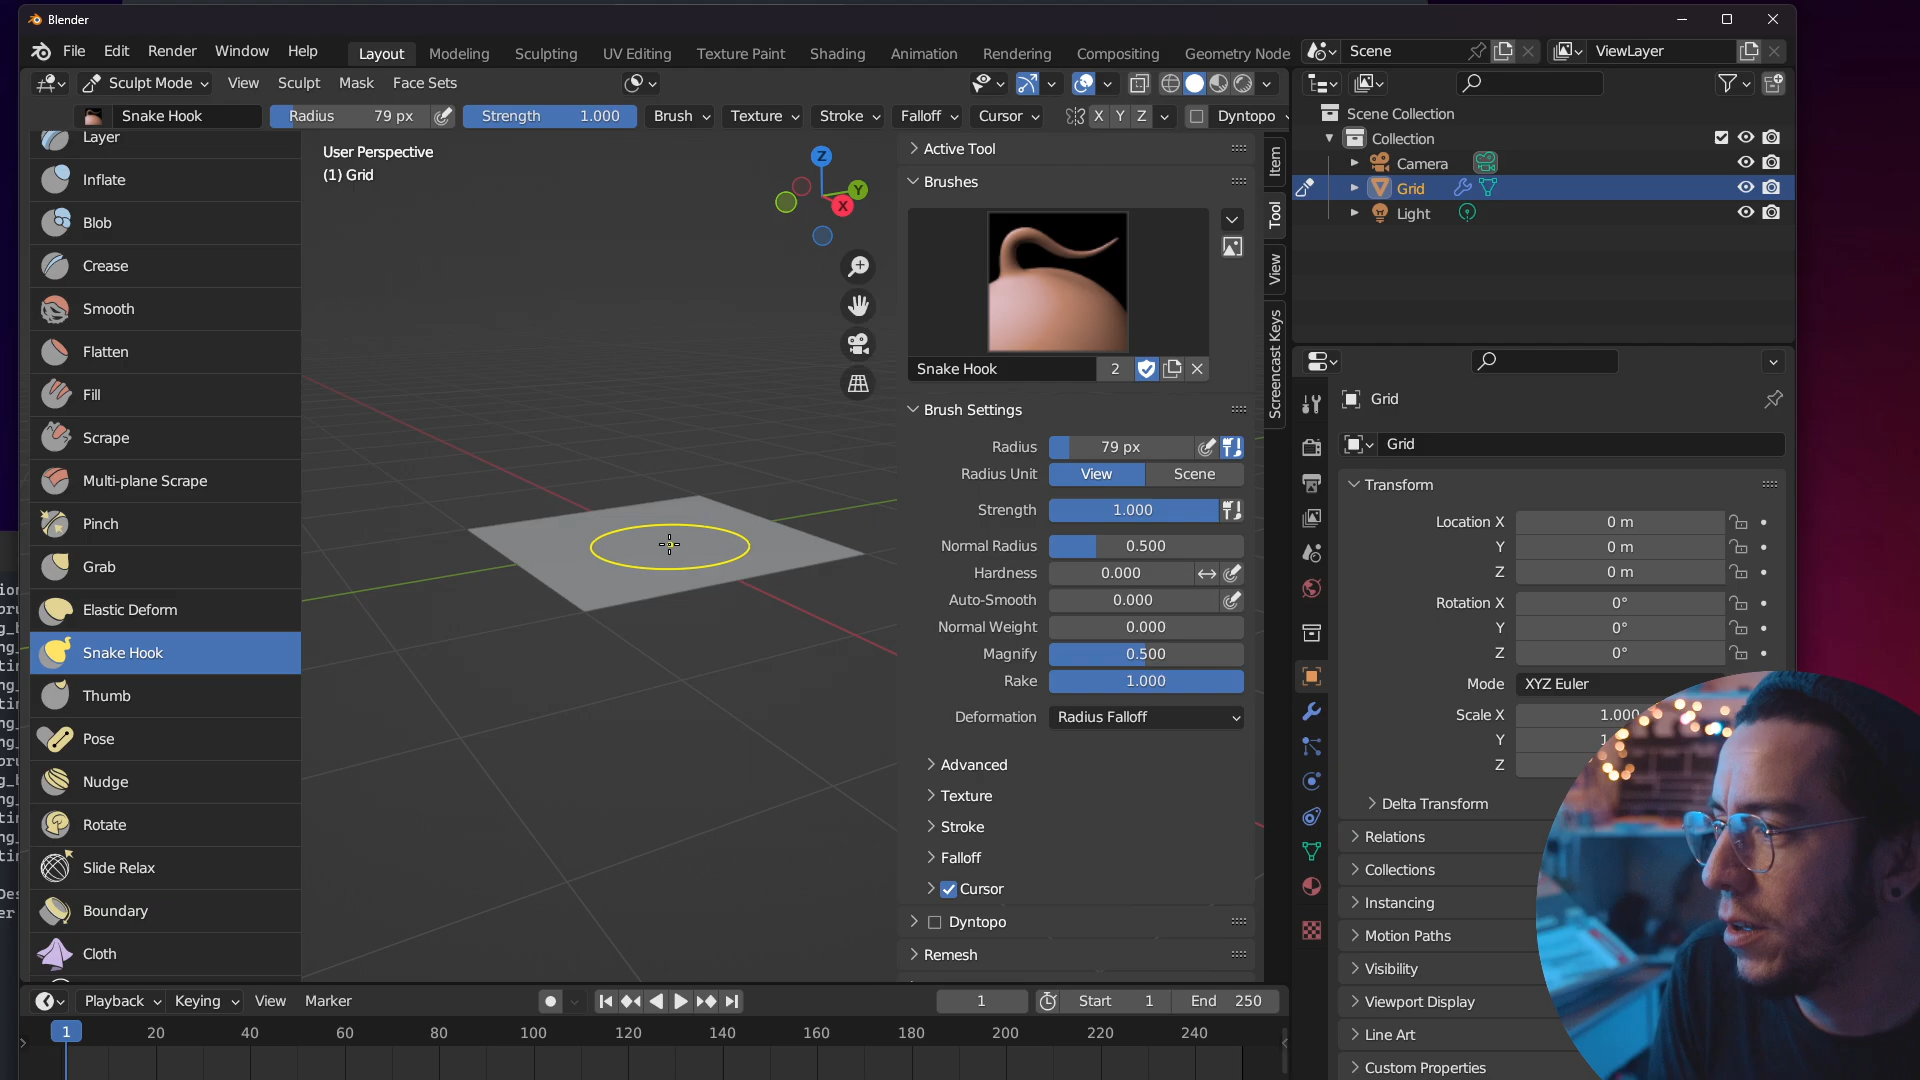 Blender
File Edit Render Window Help
Layout Modeling Sculpting UV Editing Texture Paint Shading Animation Rendering Compositing Geometry Node
Scene
ViewLayer
Sculpt Mode View Sculpt Mask Face Sets
Snake Hook Radius 79 px Strength 1.000 Brush Texture Stroke Falloff Cursor X Y Z Dyntopo
Layer
Inflate
Blob
Crease
Smooth
Flatten
Fill
Scrape
Multi-plane Scrape
Pinch
Grab
Elastic Deform
Snake Hook
Thumb
Pose
Nudge
Rotate
Slide Relax
Boundary
Cloth
User Perspective
(1) Grid
Z
Y
X
Active Tool
Brushes
Snake Hook 2
Brush Settings
Radius 79 px
Radius Unit View Scene
Strength 1.000
Normal Radius 0.500
Hardness 0.000
Auto-Smooth 0.000
Normal Weight 0.000
Magnify 0.500
Rake 1.000
Deformation Radius Falloff
Advanced
Texture
Stroke
Falloff
Cursor
Dyntopo
Remesh
Item
Tool
View
Screencast Keys
Scene Collection
Collection
Camera
Grid
Light
Grid
Grid
Transform
Location X 0 m
Y 0 m
Z 0 m
Rotation X 0°
Y 0°
Z 0°
Mode XYZ Euler
Scale X 1.000
Y
Z
Delta Transform
Relations
Collections
Instancing
Motion Paths
Visibility
Viewport Display
Line Art
Custom Properties
Playback Keying View Marker
1 Start 1 End 250
1 20 40 60 80 100 120 140 160 180 200 220 240